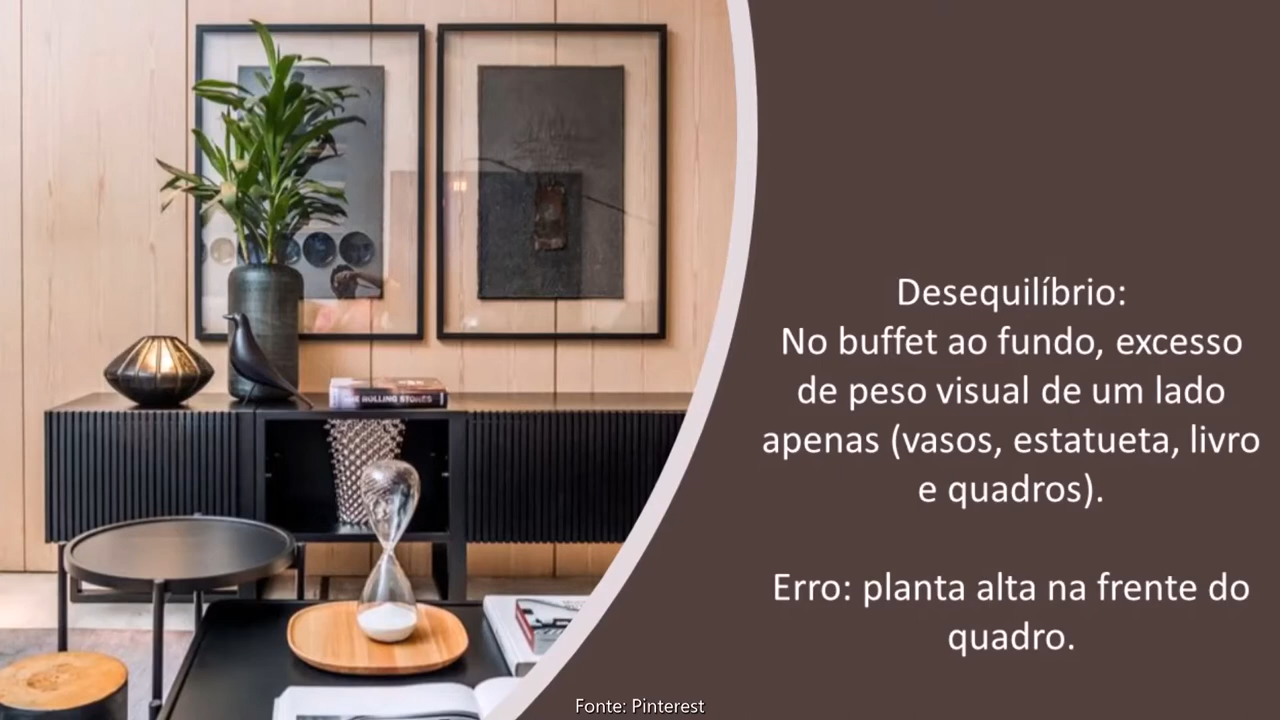 Desequilíbrio:
No buffet ao fundo, excesso
de peso visual de um lado
apenas (vasos, estatueta, livro
e quadros).
Erro: planta alta na frente do
quadro.
THE ROLLING STONES
Fonte: Pinterest